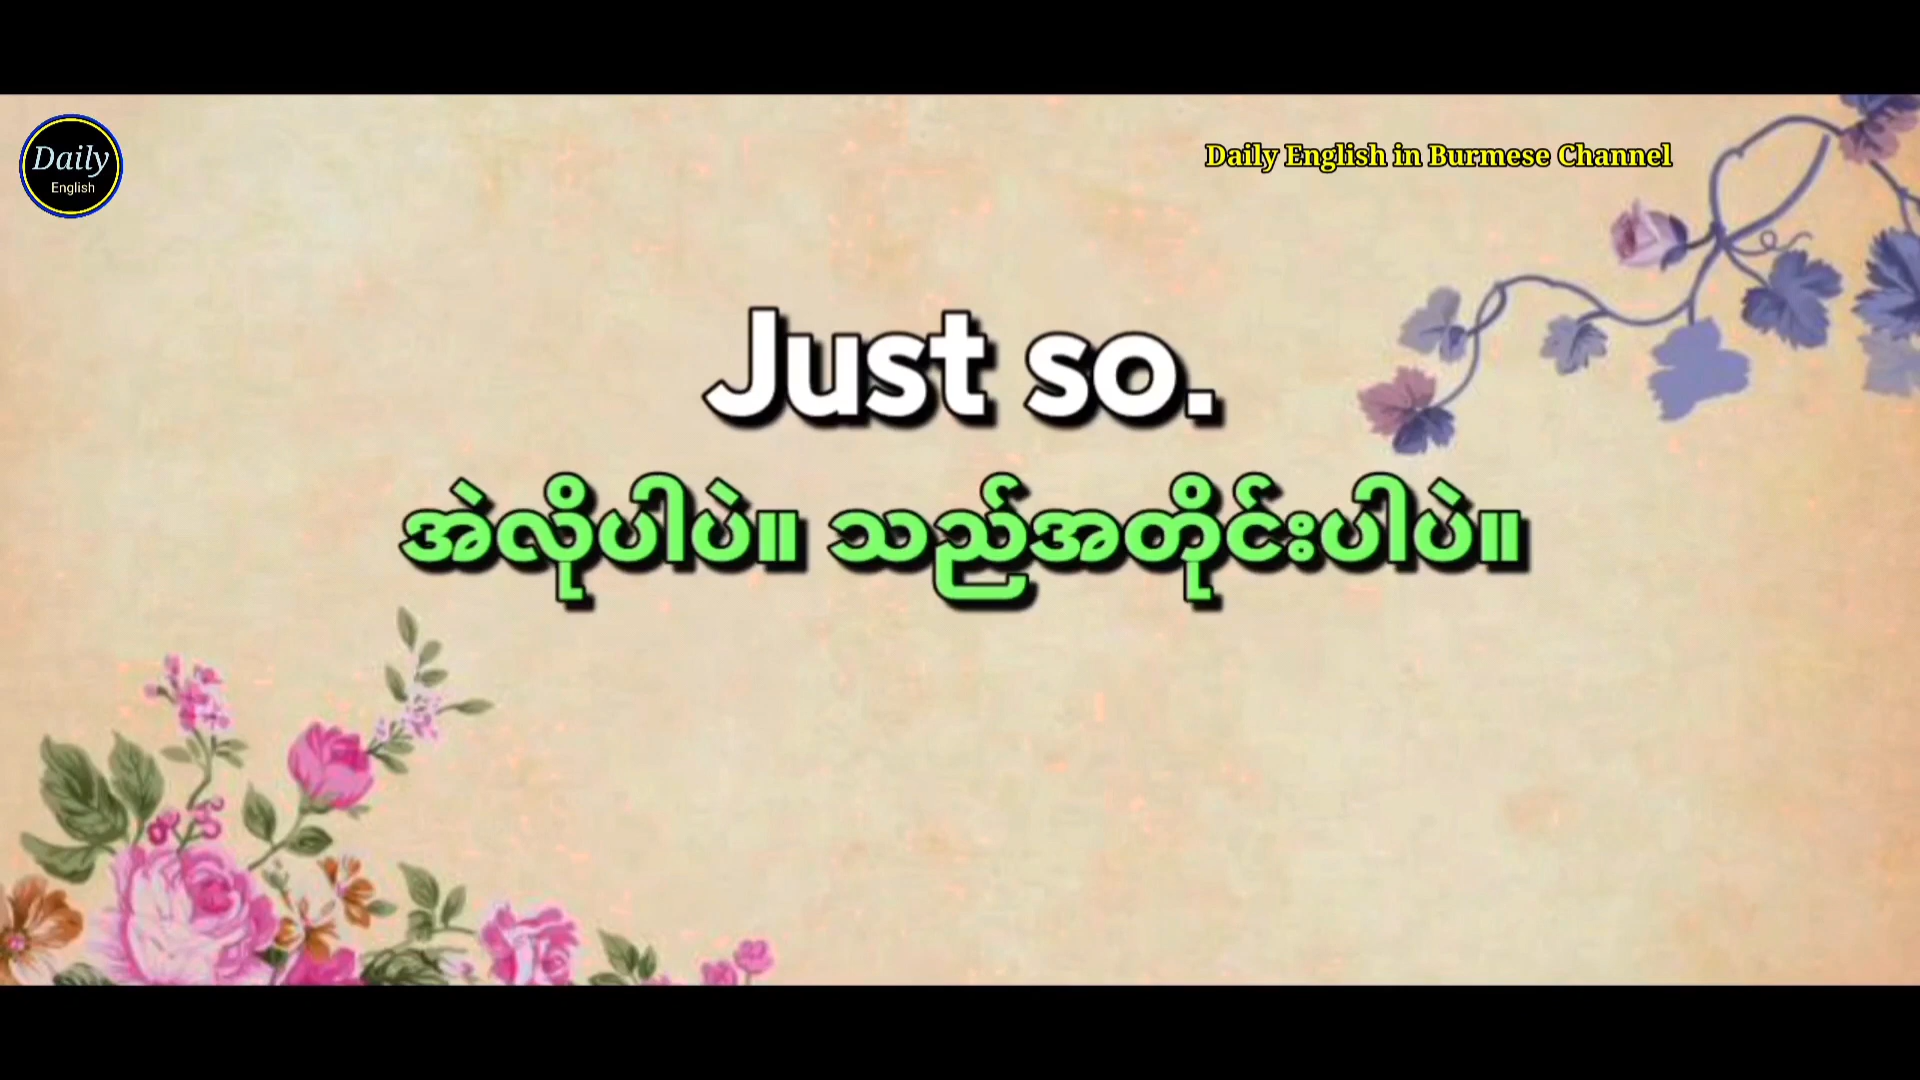 Daily
English
Daily English in Burmese Channel
Just so.
အဲလိုပါပဲ။ သည်အတိုင်းပါပဲ။